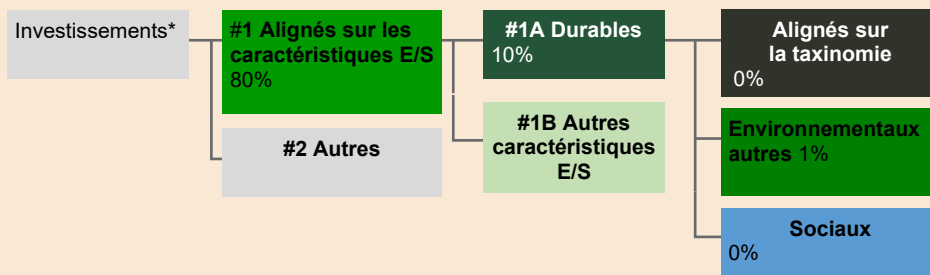 Investissements*
#1 Alignés sur les
caractéristiques E/S
80%
#2 Autres
#1A Durables
10%
#1B Autres
caractéristiques
E/S
Alignés sur
la taxinomie
0%
Environnementaux
autres 1%
Sociaux
0%